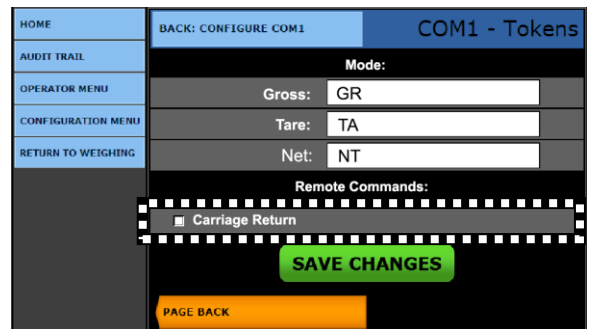 HOME
BACK: CONFIGURE COM1
COM1 - Tokens
AUDIT TRAIL
Mode:
OPERATOR MENU
Gross: GR
CONFIGURATION MENU
Tare: TA
RETURN TO WEIGHING
Net: NT
Remote Commands:
Carriage Return
SAVE CHANGES
PAGE BACK